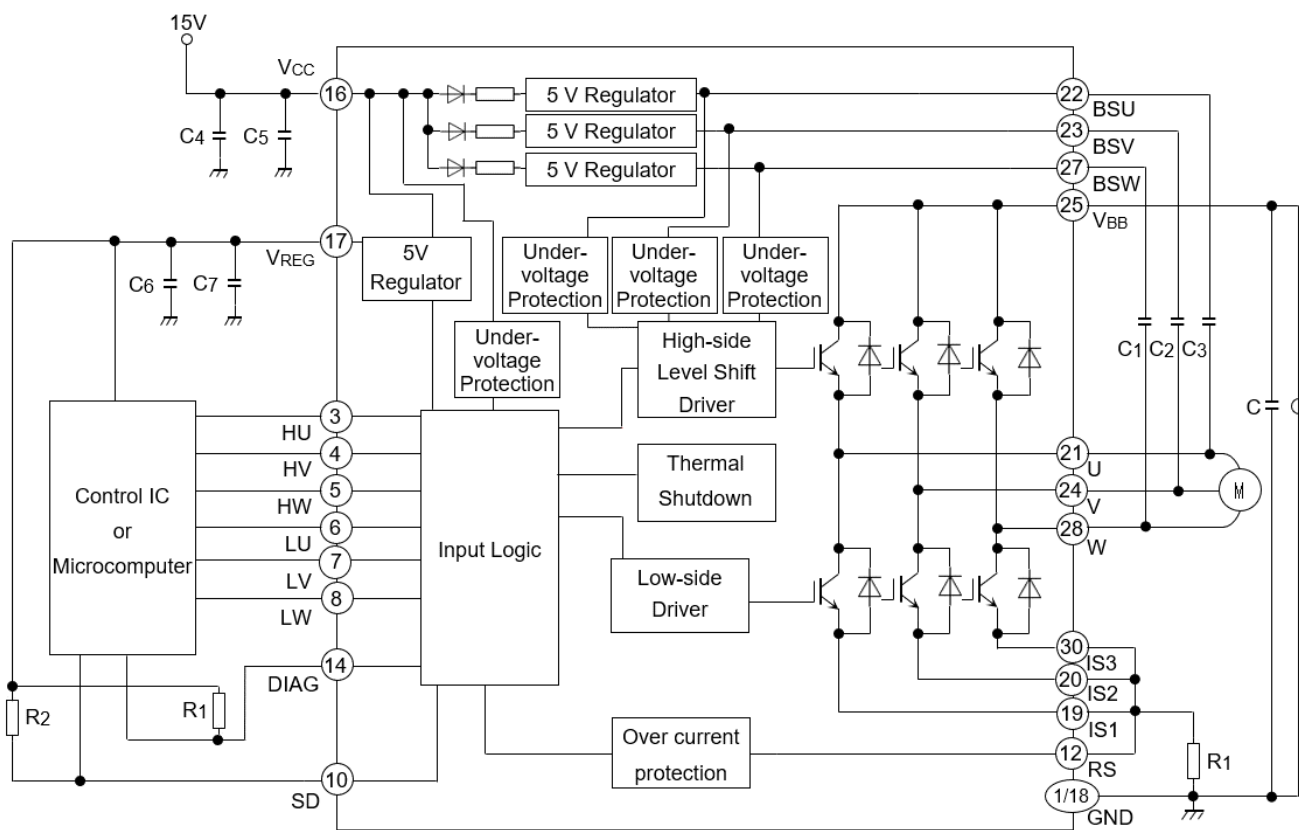 15V
VCC
16
5 V Regulator
22
BSU
C4
C5
5 V Regulator
23
BSV
5 V Regulator
27
BSW
25
VBB
17
VREG
5V
Regulator
Under-
voltage
Protection
Under-
voltage
Protection
Under-
voltage
Protection
C6
C7
Under-
voltage
Protection
High-side
Level Shift
Driver
C1
C2
C3
C
Control IC
or
Microcomputer
3
HU
4
HV
5
HW
6
LU
7
LV
8
LW
Input Logic
Thermal
Shutdown
21
U
24
V
28
W
M
Low-side
Driver
14
DIAG
30
IS3
20
IS2
19
IS1
R2
R1
Over current
protection
12
RS
R1
10
SD
1/18
GND